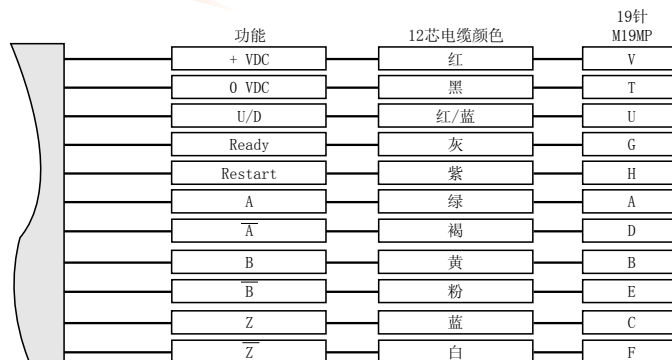 19针
功能 12芯电缆颜色 M19MP
+ VDC 红 V
0 VDC 黑 T
U/D 红/蓝 U
Ready 灰 G
Restart 紫 H
A 绿 A
A̅ 褐 D
B 黄 B
B̅ 粉 E
Z 蓝 C
Z̅ 白 F